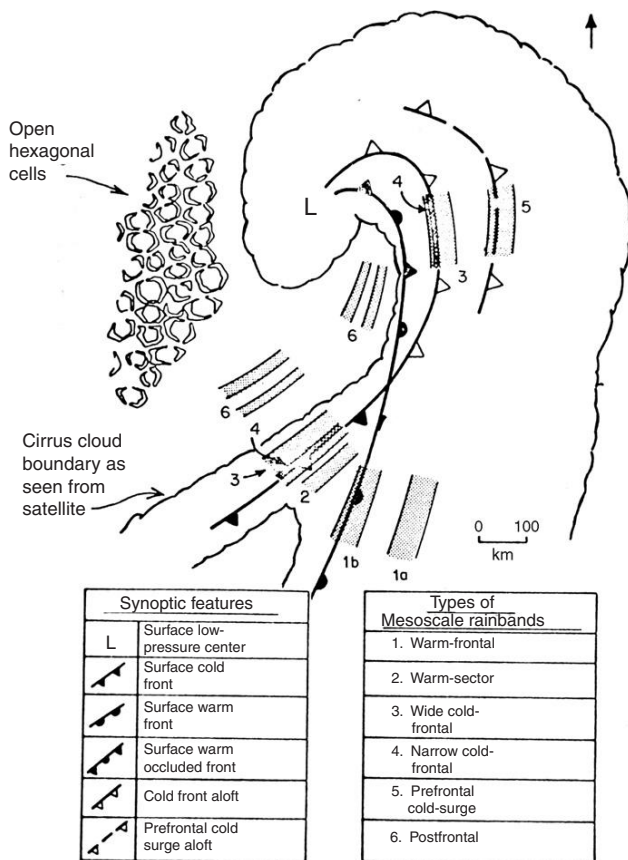 Open
hexagonal
cells
L
4
5
3
6
6
4
3
2
Cirrus cloud
boundary as
seen from
satellite
1b
1a
0 100
km
Synoptic features
L
Surface low-
pressure center
Surface cold
front
Surface warm
front
Surface warm
occluded front
Cold front aloft
Prefrontal cold
surge aloft
Types of
Mesoscale rainbands
1. Warm-frontal
2. Warm-sector
3. Wide cold-
frontal
4. Narrow cold-
frontal
5. Prefrontal
cold-surge
6. Postfrontal